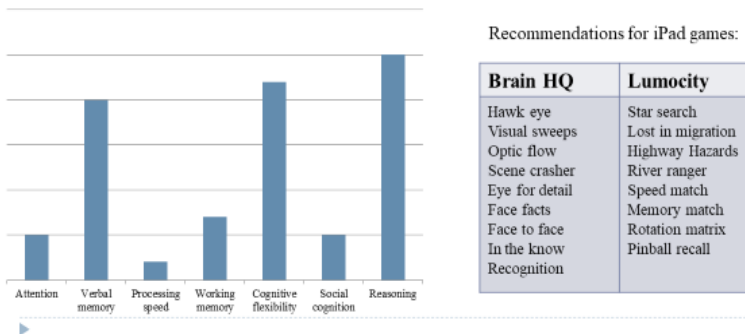 Recommendations for iPad games:
Brain HQ
Lumocity
Hawk eye
Visual sweeps
Optic flow
Scene crasher
Eye for detail
Face facts
Face to face
In the know
Recognition
Star search
Lost in migration
Highway Hazards
River ranger
Speed match
Memory match
Rotation matrix
Pinball recall
Attention
Verbal
memory
Processing
speed
Working
memory
Cognitive
flexibility
Social
cognition
Reasoning